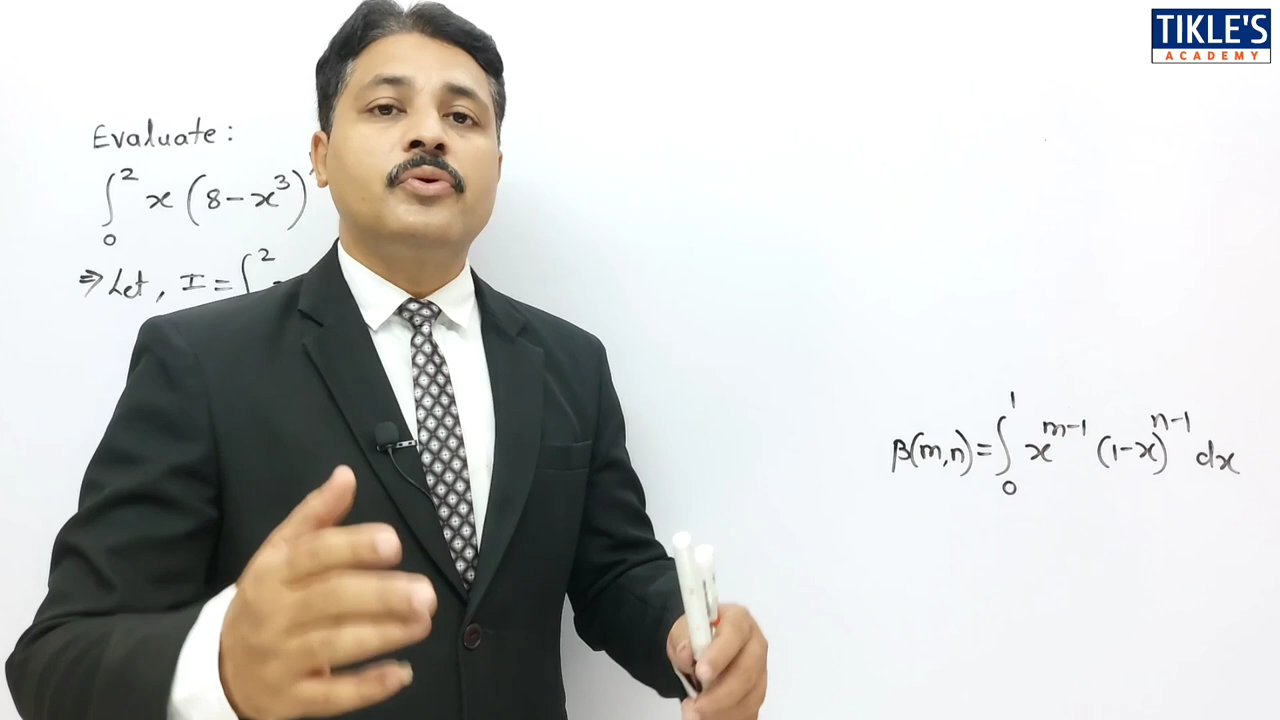 TIKLE'S
ACADEMY
Evaluate:
∫₀² x (8-x³)
⇒ Let, I = ∫²
β(m,n) = ∫₀¹ x^{m-1} (1-x)^{n-1} dx